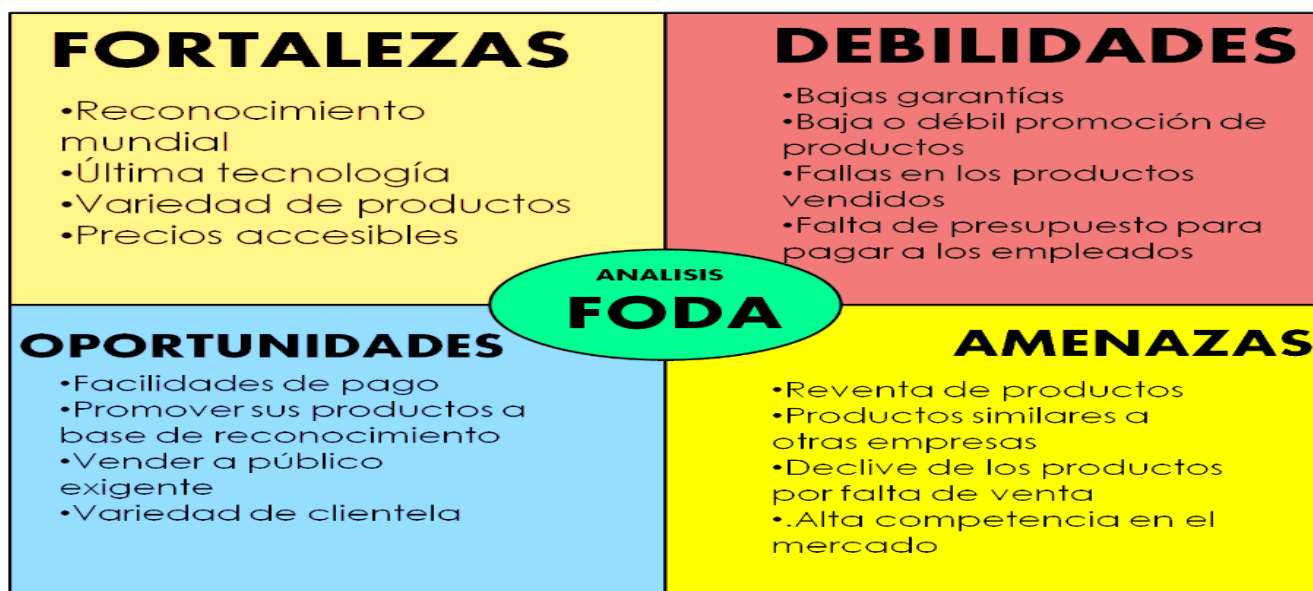 FORTALEZAS
•Reconocimiento
mundial
•Última tecnología
•Variedad de productos
•Precios accesibles
DEBILIDADES
•Bajas garantías
•Baja o débil promoción de
productos
•Fallas en los productos
vendidos
•Falta de presupuesto para
pagar a los empleados
ANALISIS
FODA
OPORTUNIDADES
•Facilidades de pago
•Promover sus productos a
base de reconocimiento
•Vender a público
exigente
•Variedad de clientela
AMENAZAS
•Reventa de productos
•Productos similares a
otras empresas
•Declive de los productos
por falta de venta
•.Alta competencia en el
mercado